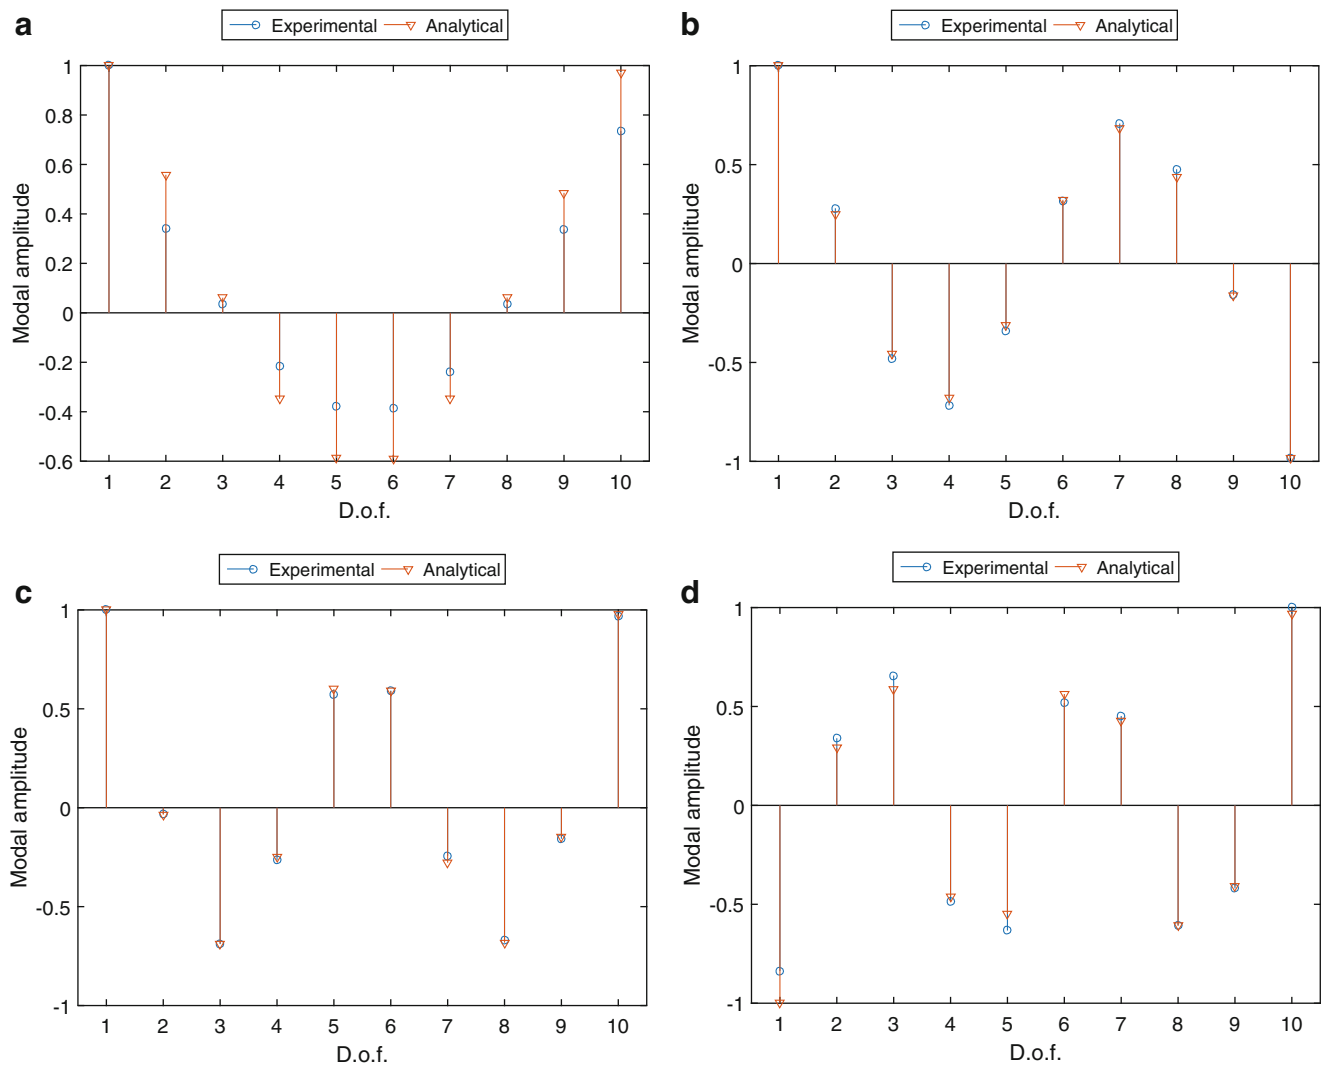 a
Experimental Analytical
1
0.8
0.6
0.4
0.2
0
-0.2
-0.4
-0.6
Modal amplitude
1 2 3 4 5 6 7 8 9 10
D.o.f.
b
Experimental Analytical
1
0.5
0
-0.5
-1
Modal amplitude
1 2 3 4 5 6 7 8 9 10
D.o.f.
c
Experimental Analytical
1
0.5
0
-0.5
-1
Modal amplitude
1 2 3 4 5 6 7 8 9 10
D.o.f.
d
Experimental Analytical
1
0.5
0
-0.5
-1
Modal amplitude
1 2 3 4 5 6 7 8 9 10
D.o.f.